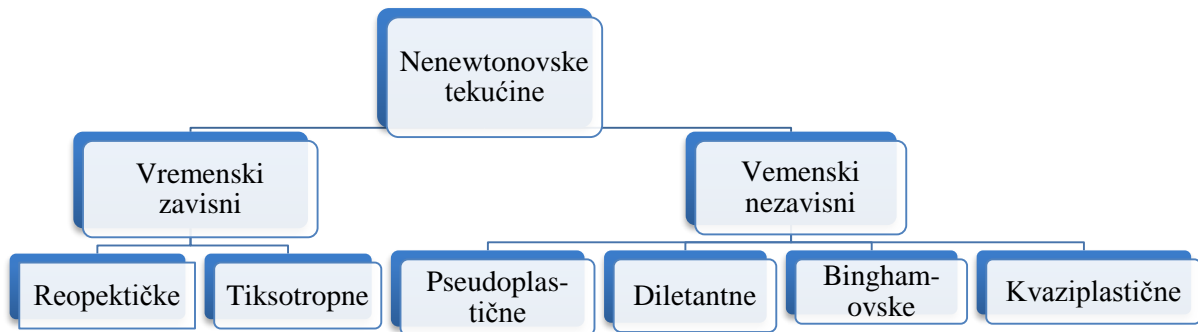 Nenewtonovske
tekućine
Vremenski
zavisni
Vemenski
nezavisni
Reopektičke
Tiksotropne
Pseudoplas-
tične
Diletantne
Bingham-
ovske
Kvaziplastične